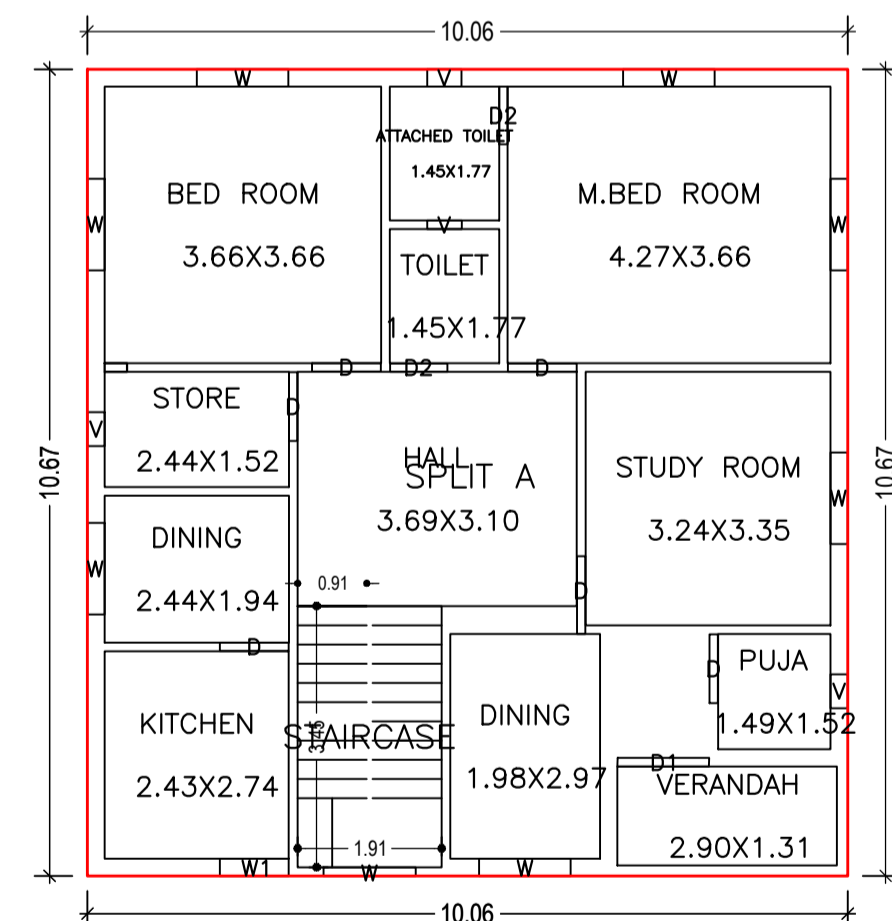 10.06
W
V
W
D2
ATTACHED TOILET
1.45X1.77
BED ROOM
3.66X3.66
M.BED ROOM
4.27X3.66
W
W
V
TOILET
1.45X1.77
D
D2
D
STORE
2.44X1.52
D
V
HALL
SPLIT A
3.69X3.10
STUDY ROOM
3.24X3.35
W
10.67
10.67
DINING
2.44X1.94
W
0.91
D
D
PUJA
1.49X1.52
D
V
KITCHEN
2.43X2.74
STAIRCASE
DINING
1.98X2.97
D1
VERANDAH
2.90X1.31
1.91
W1
W
W
10.06